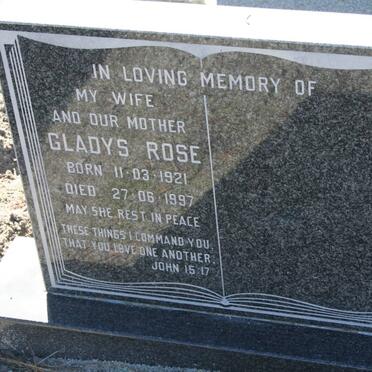 IN LOVING MEMORY OF
MY WIFE
AND OUR MOTHER
GLADYS ROSE
BORN 11·03·1921
DIED 27·06·1997
MAY SHE REST IN PEACE
THESE THINGS I COMMAND YOU,
THAT YOU LOVE ONE ANOTHER;
JOHN 15:17